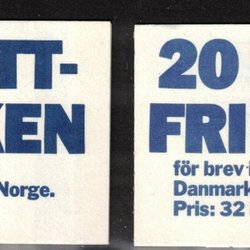 TT-
KEN
Norge.
20
FRI
för brev
Danmark
Pris: 32